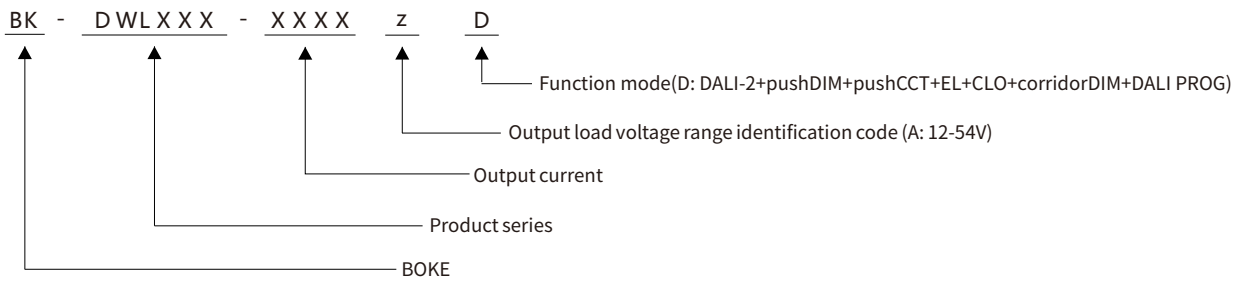 BK - DWLXXX - XXXX z D
Function mode(D: DALI-2+pushDIM+pushCCT+EL+CLO+corridorDIM+DALI PROG)
Output load voltage range identification code (A: 12-54V)
Output current
Product series
BOKE